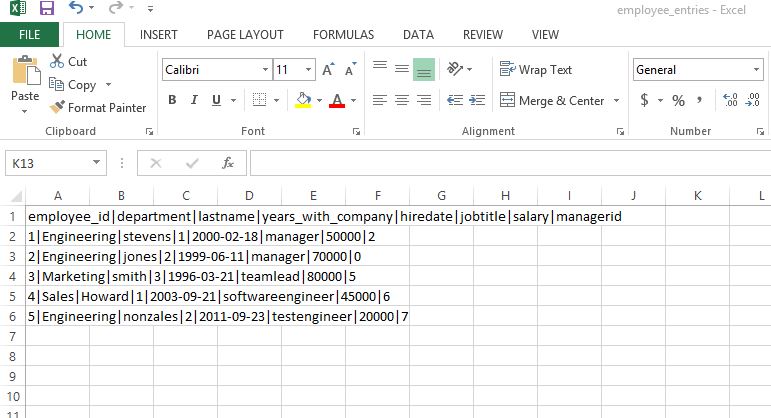 employee_entries - Excel
FILE HOME INSERT PAGE LAYOUT FORMULAS DATA REVIEW VIEW
Cut
Copy
Format Painter
Paste
Calibri 11
B I U A
Wrap Text
Merge & Center
General
$ % ,
Clipboard Font Alignment Number
K13 fx
A B C D E F G H I J K L
1 employee_id|department|lastname|years_with_company|hiredate|jobtitle|salary|managerid
2 1|Engineering|stevens|1|2000-02-18|manager|50000|2
3 2|Engineering|jones|2|1999-06-11|manager|70000|0
4 3|Marketing|smith|3|1996-03-21|teamlead|80000|5
5 4|Sales|Howard|1|2003-09-21|softwareengineer|45000|6
6 5|Engineering|nonzales|2|2011-09-23|testengineer|20000|7
7
8
9
10
11